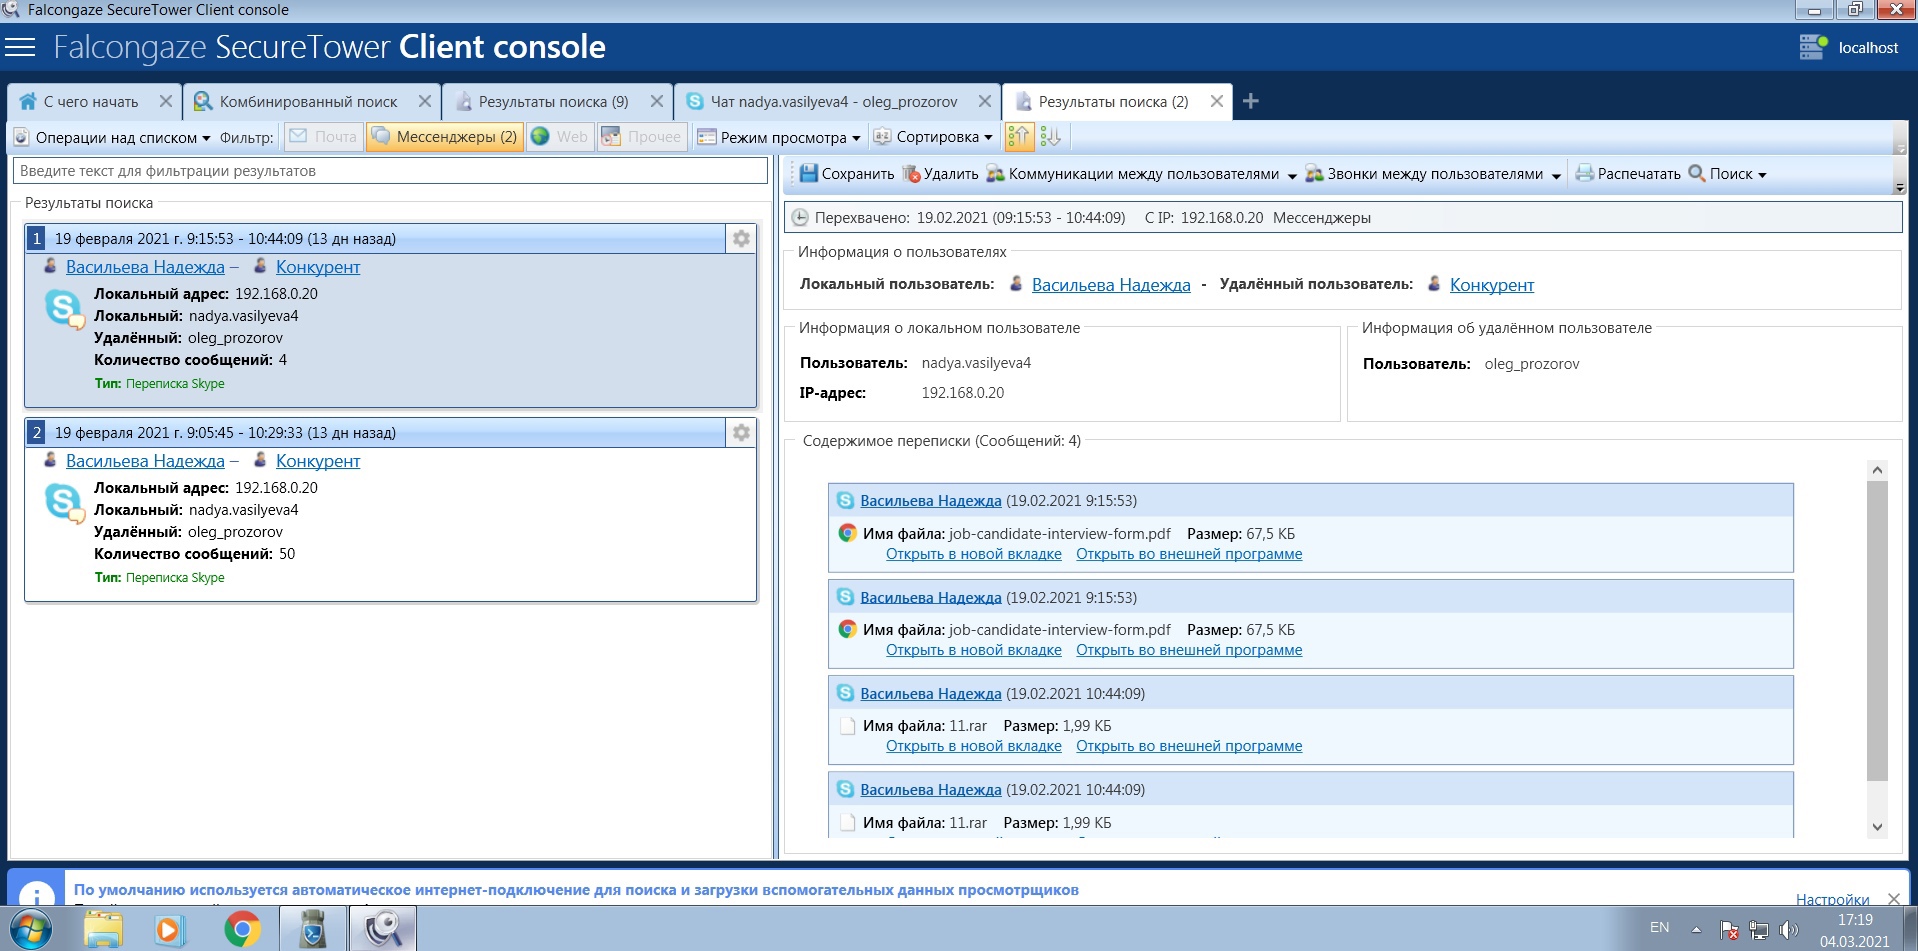 Falcongaze SecureTower Client console
Falcongaze SecureTower Client console
localhost
С чего начать
Комбинированный поиск
Результаты поиска (9)
Чат nadya.vasilyeva4 - oleg_prozorov
Результаты поиска (2)
Операции над списком Фильтр: Почта Мессенджеры (2) Web Прочее Режим просмотра Сортировка
Введите текст для фильтрации результатов
Результаты поиска
1 19 февраля 2021 г. 9:15:53 - 10:44:09 (13 дн назад)
Васильева Надежда – Конкурент
Локальный адрес: 192.168.0.20
Локальный: nadya.vasilyeva4
Удалённый: oleg_prozorov
Количество сообщений: 4
Тип: Переписка Skype
2 19 февраля 2021 г. 9:05:45 - 10:29:33 (13 дн назад)
Васильева Надежда – Конкурент
Локальный адрес: 192.168.0.20
Локальный: nadya.vasilyeva4
Удалённый: oleg_prozorov
Количество сообщений: 50
Тип: Переписка Skype
Сохранить Удалить Коммуникации между пользователями Звонки между пользователями Распечатать Поиск
Перехвачено: 19.02.2021 (09:15:53 - 10:44:09) С IP: 192.168.0.20 Мессенджеры
Информация о пользователях
Локальный пользователь: Васильева Надежда - Удалённый пользователь: Конкурент
Информация о локальном пользователе
Пользователь: nadya.vasilyeva4
IP-адрес: 192.168.0.20
Информация об удалённом пользователе
Пользователь: oleg_prozorov
Содержимое переписки (Сообщений: 4)
Васильева Надежда (19.02.2021 9:15:53)
Имя файла: job-candidate-interview-form.pdf Размер: 67,5 КБ
Открыть в новой вкладке Открыть во внешней программе
Васильева Надежда (19.02.2021 9:15:53)
Имя файла: job-candidate-interview-form.pdf Размер: 67,5 КБ
Открыть в новой вкладке Открыть во внешней программе
Васильева Надежда (19.02.2021 10:44:09)
Имя файла: 11.rar Размер: 1,99 КБ
Открыть в новой вкладке Открыть во внешней программе
Васильева Надежда (19.02.2021 10:44:09)
Имя файла: 11.rar Размер: 1,99 КБ
По умолчанию используется автоматическое интернет-подключение для поиска и загрузки вспомогательных данных просмотрщиков
Настройки
EN
17:19
04.03.2021